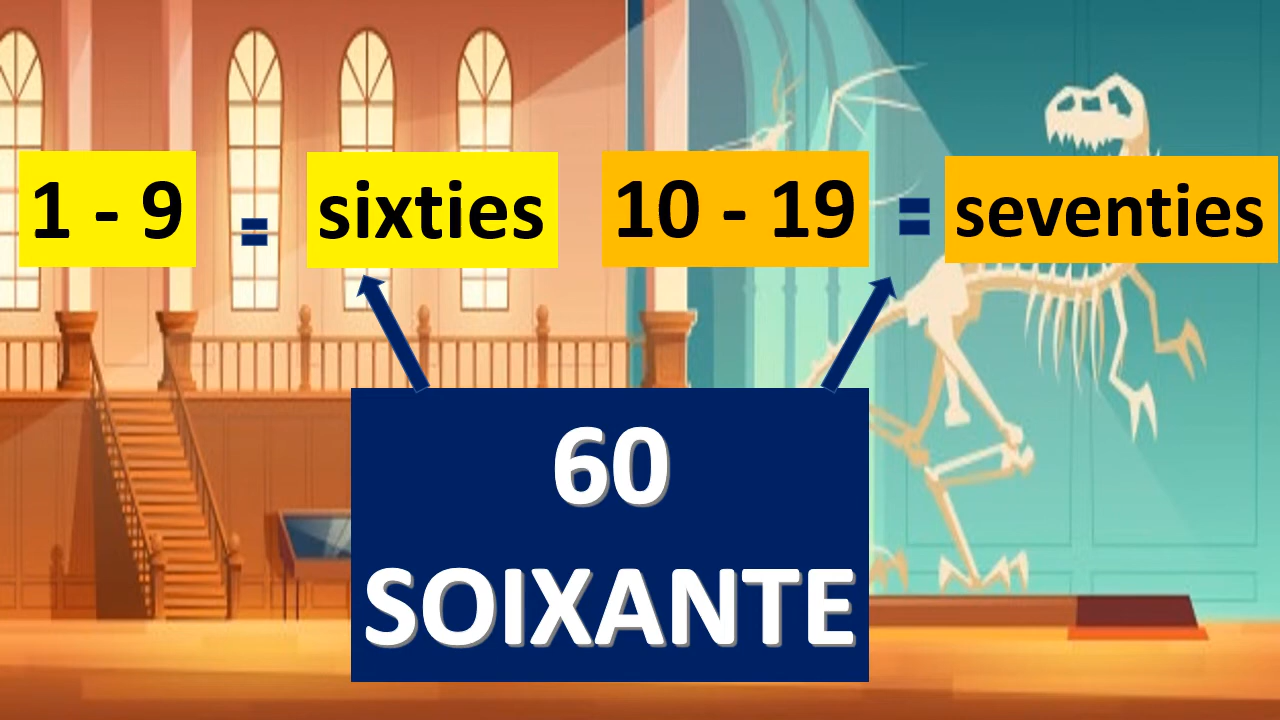 1 - 9 = sixties 10 - 19 = seventies
60
SOIXANTE